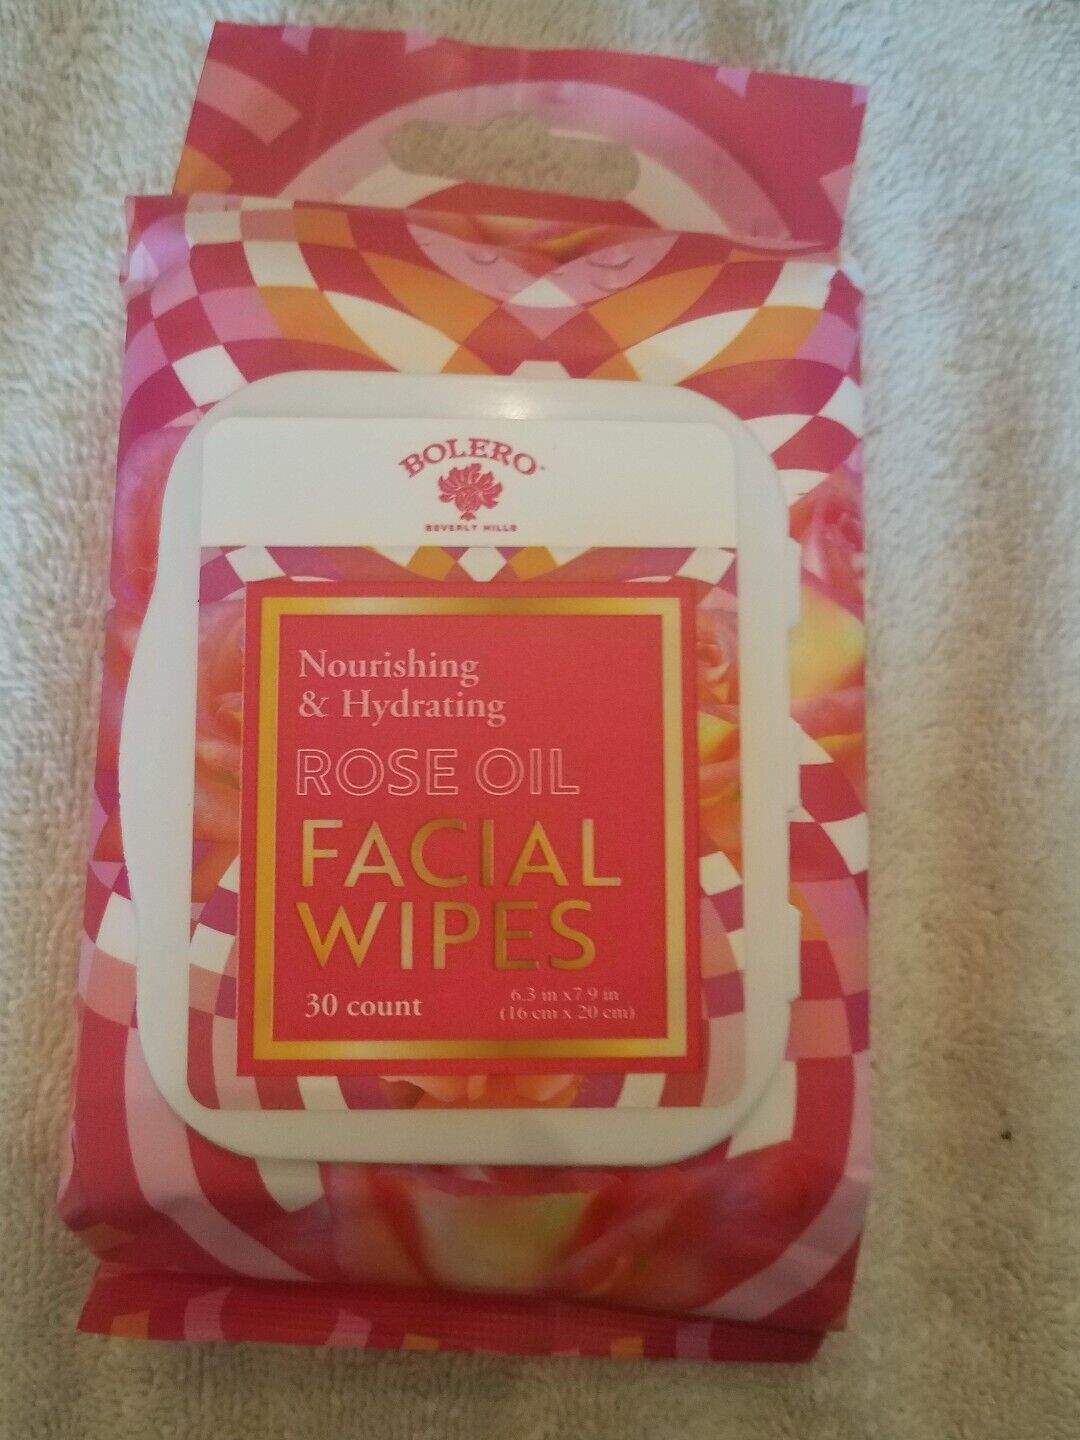 BOLERO
BEVERLY HILLS
Nourishing
& Hydrating
ROSE OIL
FACIAL
WIPES
30 count
6.3 in x7.9 in
(16 cm x 20 cm)